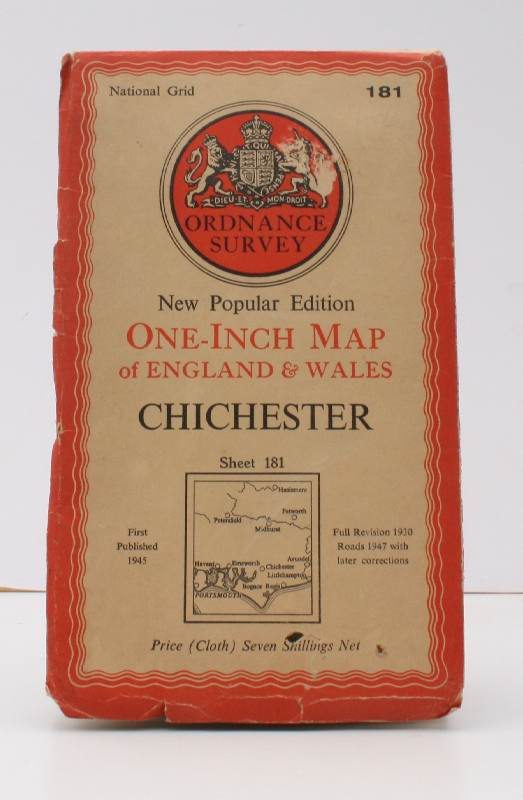 National Grid
181
DIEU·ET MON·DROIT
ORDNANCE
SURVEY
New Popular Edition
ONE-INCH MAP
of ENGLAND & WALES
CHICHESTER
Sheet 181
Haslemere
Petworth
Petersfield
Midhurst
Arundel
Havant
Emsworth
Chichester
Littlehampton
Bognor Regis
PORTSMOUTH
First
Published
1945
Full Revision 1930
Roads 1947 with
later corrections
Price (Cloth) Seven Shillings Net